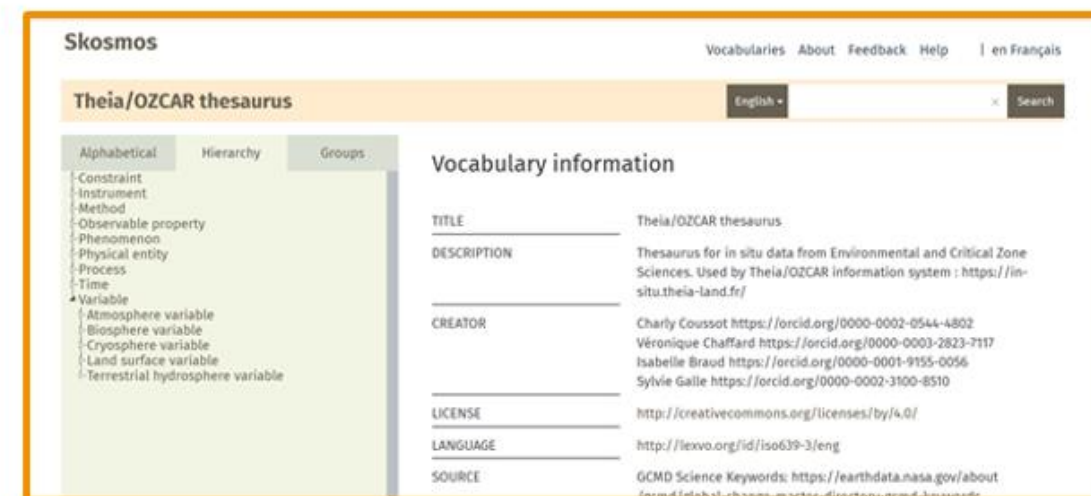 Skosmos
Vocabularies About Feedback Help | en Français
Theia/OZCAR thesaurus
English
× Search
Alphabetical Hierarchy Groups
Constraint
Instrument
Method
Observable property
Phenomenon
Physical entity
Process
Time
Variable
Atmosphere variable
Biosphere variable
Cryosphere variable
Land surface variable
Terrestrial hydrosphere variable
Vocabulary information
TITLE Theia/OZCAR thesaurus
DESCRIPTION Thesaurus for in situ data from Environmental and Critical Zone
Sciences. Used by Theia/OZCAR information system : https://in-
situ.theia-land.fr/
CREATOR Charly Coussot https://orcid.org/0000-0002-0544-4802
Véronique Chaffard https://orcid.org/0000-0003-2823-7117
Isabelle Braud https://orcid.org/0000-0001-9155-0056
Sylvie Galle https://orcid.org/0000-0002-3100-8510
LICENSE http://creativecommons.org/licenses/by/4.0/
LANGUAGE http://lexvo.org/id/iso639-3/eng
SOURCE GCMD Science Keywords: https://earthdata.nasa.gov/about